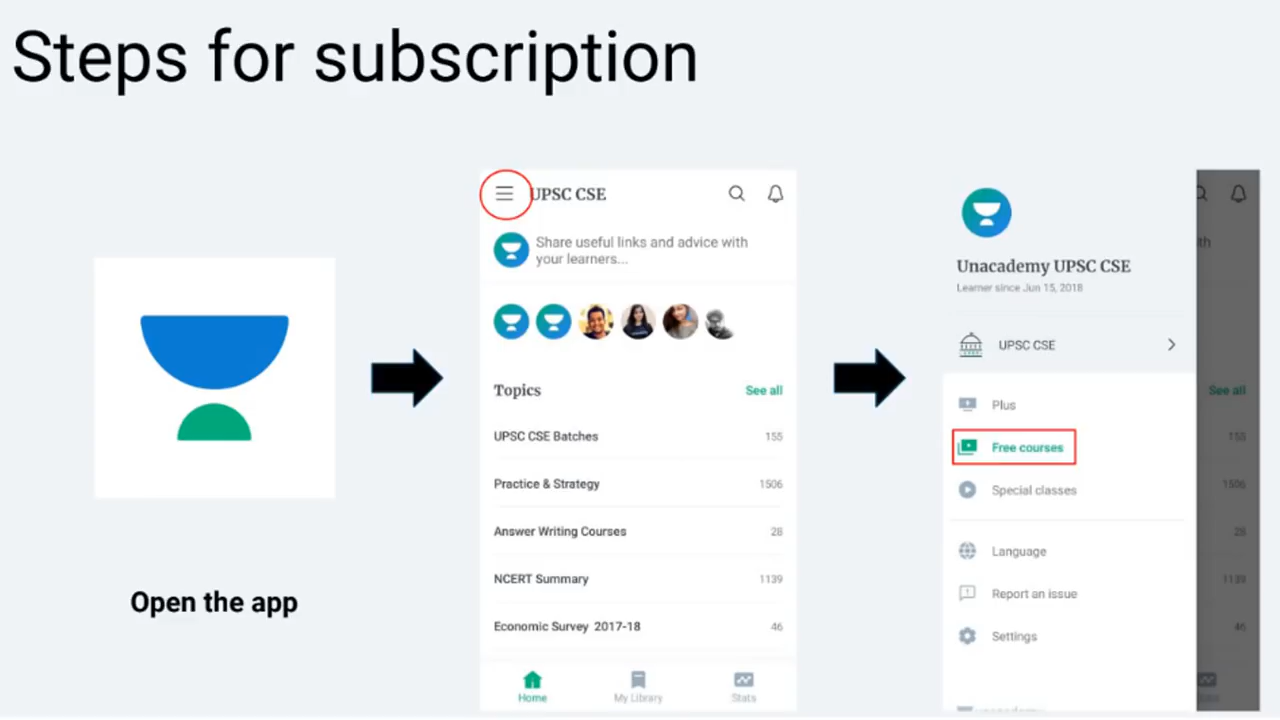 Steps for subscription
Open the app
UPSC CSE
Share useful links and advice with
your learners...
Topics See all
UPSC CSE Batches 155
Practice & Strategy 1506
Answer Writing Courses 28
NCERT Summary 1139
Economic Survey 2017-18 46
Home My Library Stats
Unacademy UPSC CSE
Learner since Jun 15, 2018
UPSC CSE
Plus
Free courses
Special classes
Language
Report an issue
Settings
th
See all
155
1506
28
1139
46